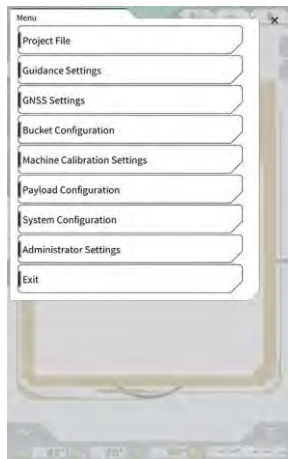 Menu
×
Project File
Guidance Settings
GNSS Settings
Bucket Configuration
Machine Calibration Settings
Payload Configuration
System Configuration
Administrator Settings
Exit